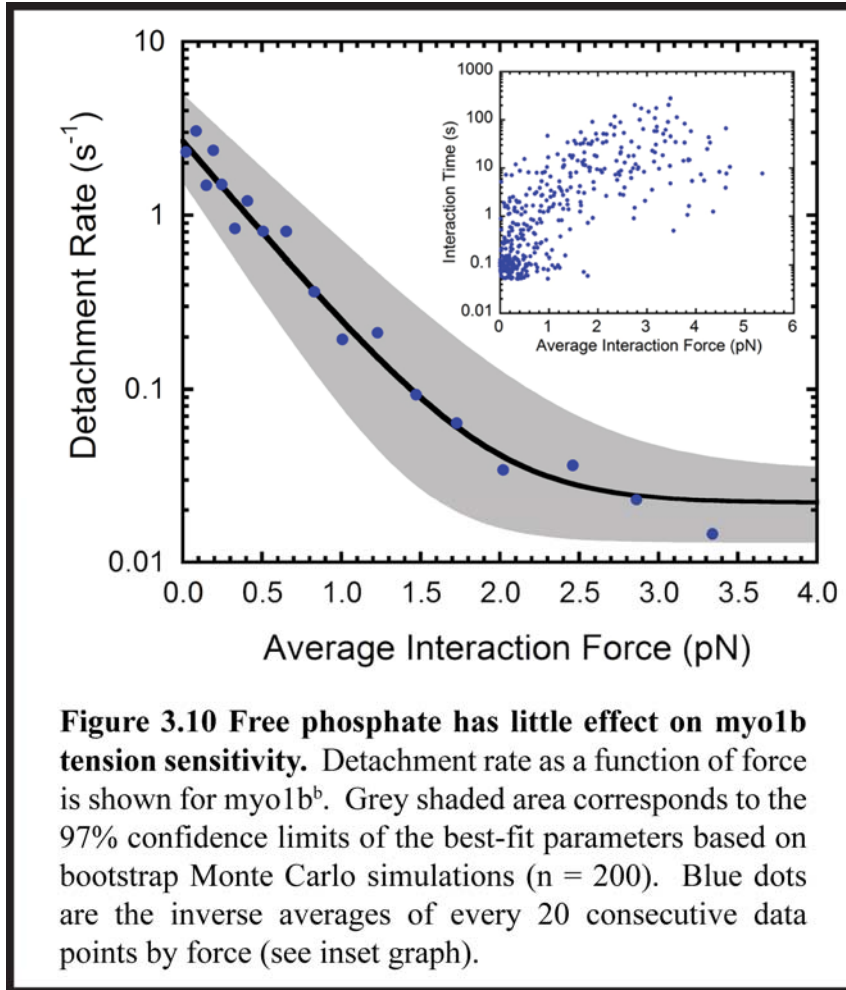 10
1
0.1
0.01
Detachment Rate (s⁻¹)
0.0 0.5 1.0 1.5 2.0 2.5 3.0 3.5 4.0
Average Interaction Force (pN)
1000
100
10
1
0.1
0.01
Interaction Time (s)
0 1 2 3 4 5 6
Average Interaction Force (pN)
Figure 3.10 Free phosphate has little effect on myo1b
tension sensitivity. Detachment rate as a function of force
is shown for myo1bᵇ. Grey shaded area corresponds to the
97% confidence limits of the best-fit parameters based on
bootstrap Monte Carlo simulations (n = 200). Blue dots
are the inverse averages of every 20 consecutive data
points by force (see inset graph).